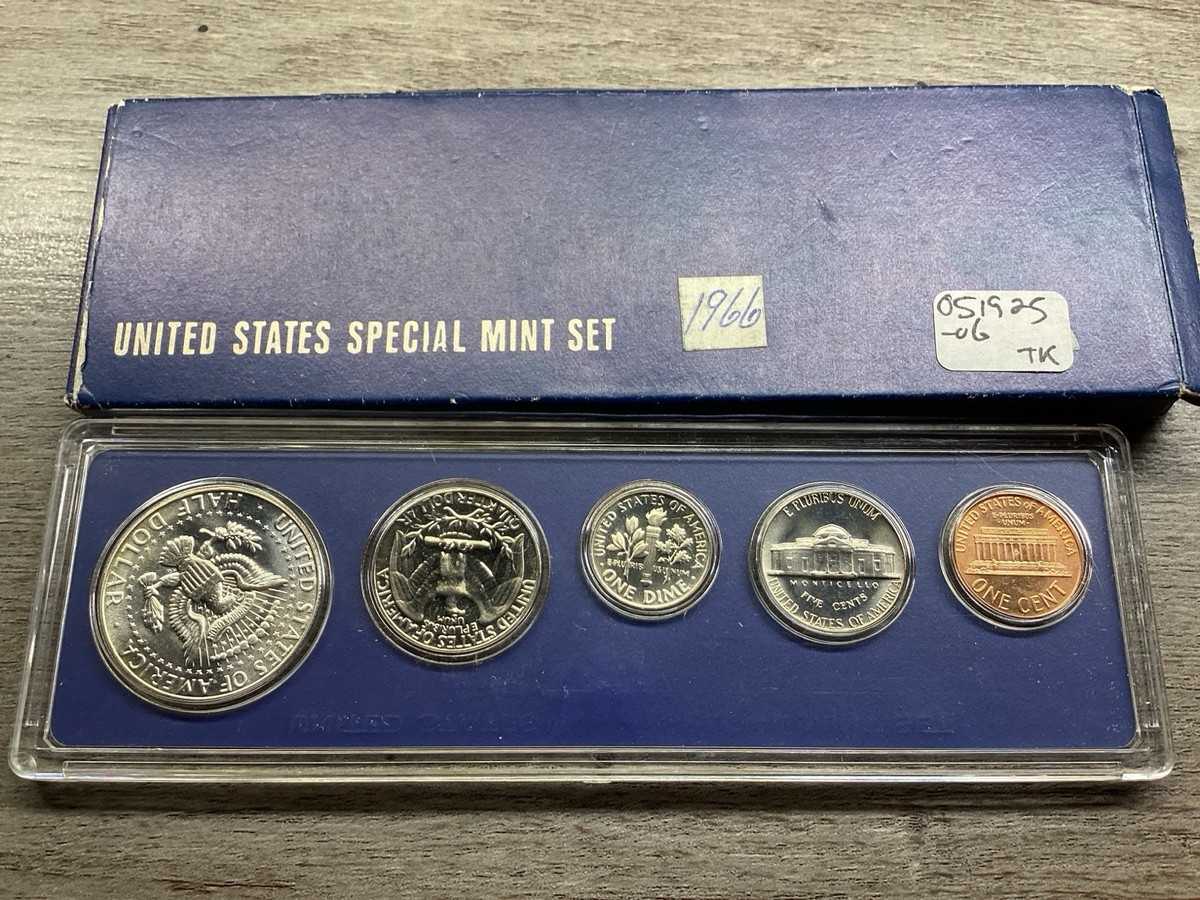 UNITED STATES SPECIAL MINT SET
1966
051925
-06
TK
UNITED STATES OF AMERICA
HALF DOLLAR
QUARTER DOLLAR
UNITED STATES OF AMERICA
E PLURIBUS
UNUM
UNITED STATES OF AMERICA
ONE DIME
E PLURIBUS UNUM
MONTICELLO
FIVE CENTS
UNITED STATES OF AMERICA
UNITED STATES OF AMERICA
E·PLURIBUS
·UNUM·
ONE CENT